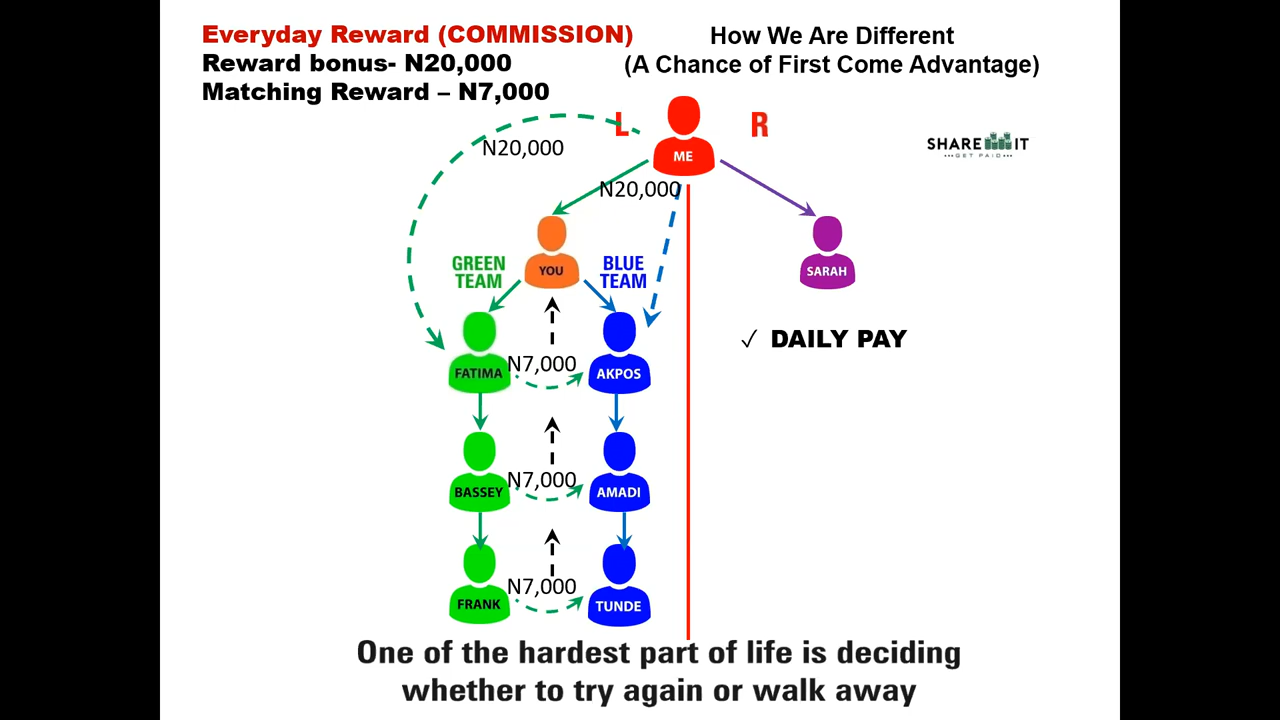 Everyday Reward (COMMISSION)
Reward bonus- N20,000
Matching Reward – N7,000
How We Are Different
(A Chance of First Come Advantage)
L
R
N20,000
ME
SHARE IT
GET PAID
N20,000
GREEN
TEAM
YOU
BLUE
TEAM
SARAH
✓ DAILY PAY
FATIMA
N7,000
AKPOS
BASSEY
N7,000
AMADI
FRANK
N7,000
TUNDE
One of the hardest part of life is deciding
whether to try again or walk away